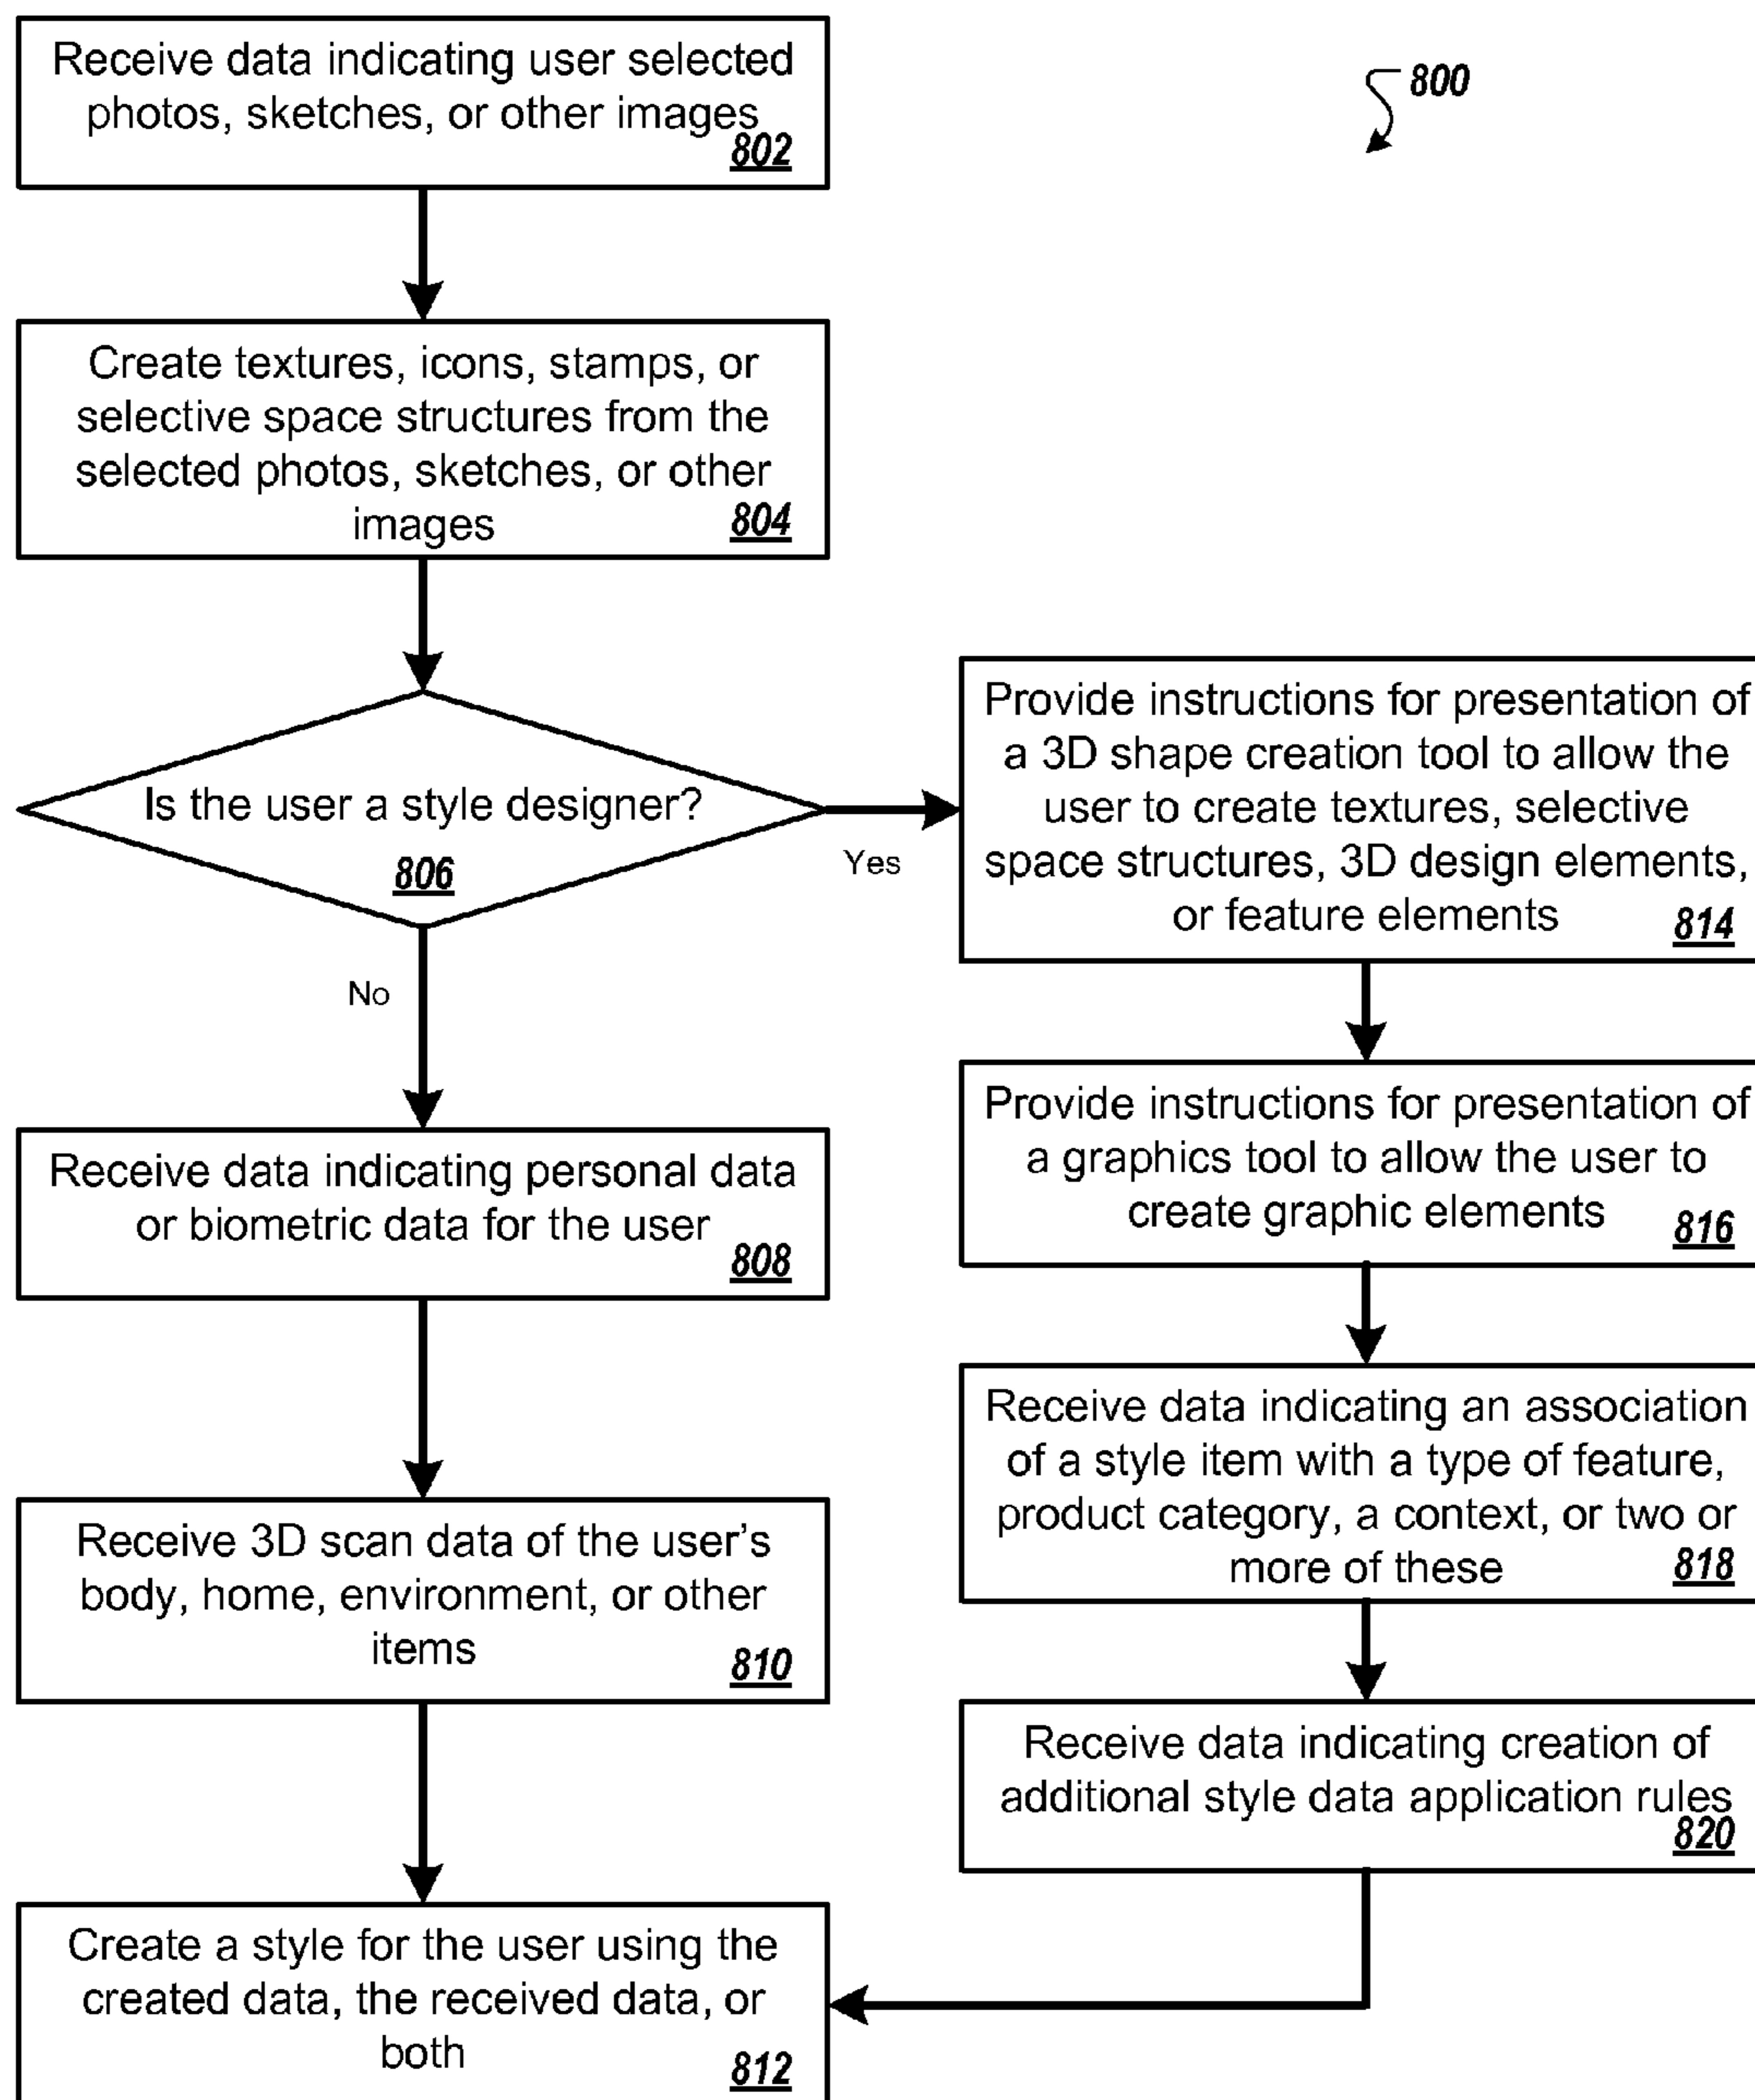 Receive data indicating user selected
photos, sketches, or other images
802
800
Create textures, icons, stamps, or
selective space structures from the
selected photos, sketches, or other
images
804
Is the user a style designer?
806
Yes
No
Provide instructions for presentation of
a 3D shape creation tool to allow the
user to create textures, selective
space structures, 3D design elements,
or feature elements
814
Provide instructions for presentation of
a graphics tool to allow the user to
create graphic elements
816
Receive data indicating personal data
or biometric data for the user
808
Receive data indicating an association
of a style item with a type of feature,
product category, a context, or two or
more of these
818
Receive 3D scan data of the user's
body, home, environment, or other
items
810
Receive data indicating creation of
additional style data application rules
820
Create a style for the user using the
created data, the received data, or
both
812